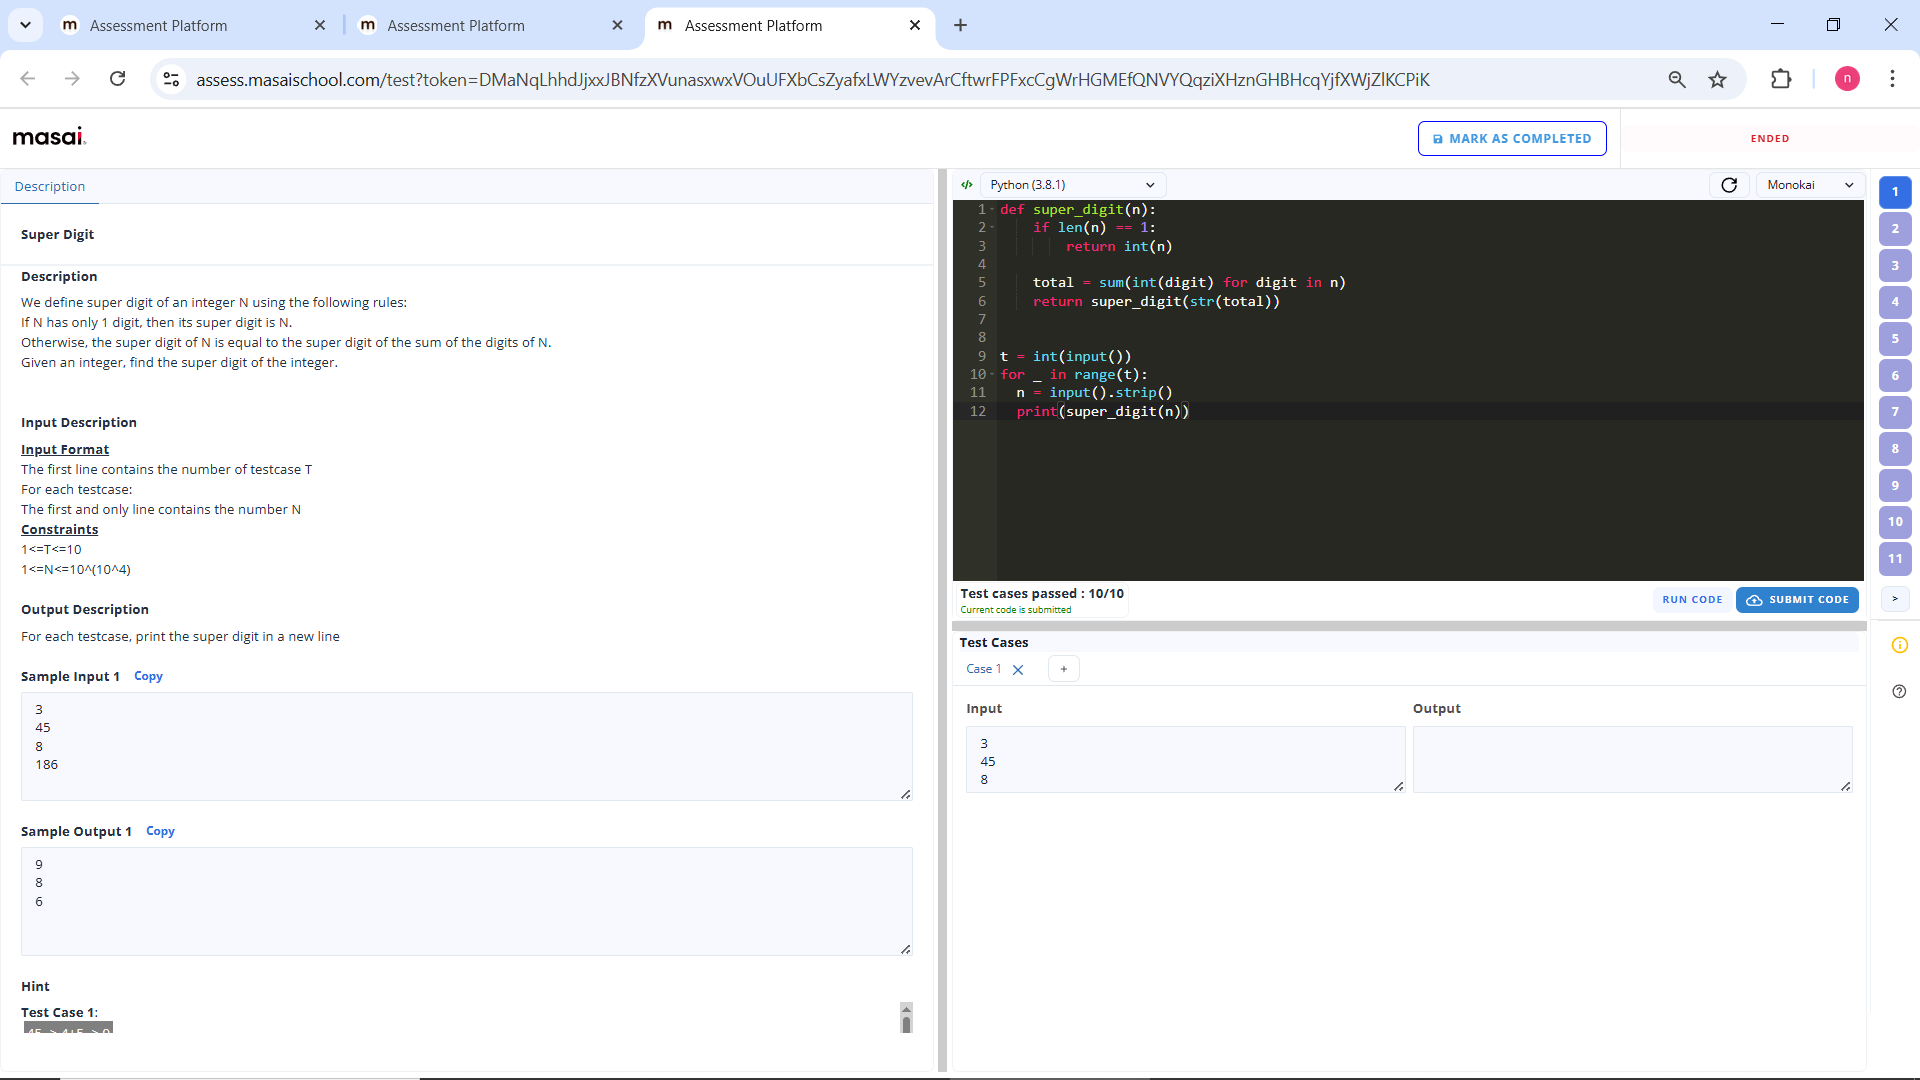 m Assessment Platform
m Assessment Platform
m Assessment Platform
assess.masaischool.com/test?token=DMaNqLhhdJjxxJBNfzXVunasxwxVOuUFXbCsZyafxLWYzvevArCftwrFPFxcCgWrHGMEfQNVYQqziXHznGHBHcqYjfXWjZlKCPiK
n
masai.
MARK AS COMPLETED
ENDED
Description
Super Digit
Description
We define super digit of an integer N using the following rules:
If N has only 1 digit, then its super digit is N.
Otherwise, the super digit of N is equal to the super digit of the sum of the digits of N.
Given an integer, find the super digit of the integer.
Input Description
Input Format
The first line contains the number of testcase T
For each testcase:
The first and only line contains the number N
Constraints
1<=T<=10
1<=N<=10^(10^4)
Output Description
For each testcase, print the super digit in a new line
Sample Input 1 Copy
3
45
8
186
Sample Output 1 Copy
9
8
6
Hint
Test Case 1:
45 -> 4+5 -> 9
</> Python (3.8.1)
Monokai
1 def super_digit(n):
2     if len(n) == 1:
3         return int(n)
4
5     total = sum(int(digit) for digit in n)
6     return super_digit(str(total))
7
8
9 t = int(input())
10 for _ in range(t):
11   n = input().strip()
12   print(super_digit(n))
Test cases passed : 10/10
Current code is submitted
RUN CODE
SUBMIT CODE
Test Cases
Case 1
+
Input
3
45
8
Output
1
2
3
4
5
6
7
8
9
10
11
>